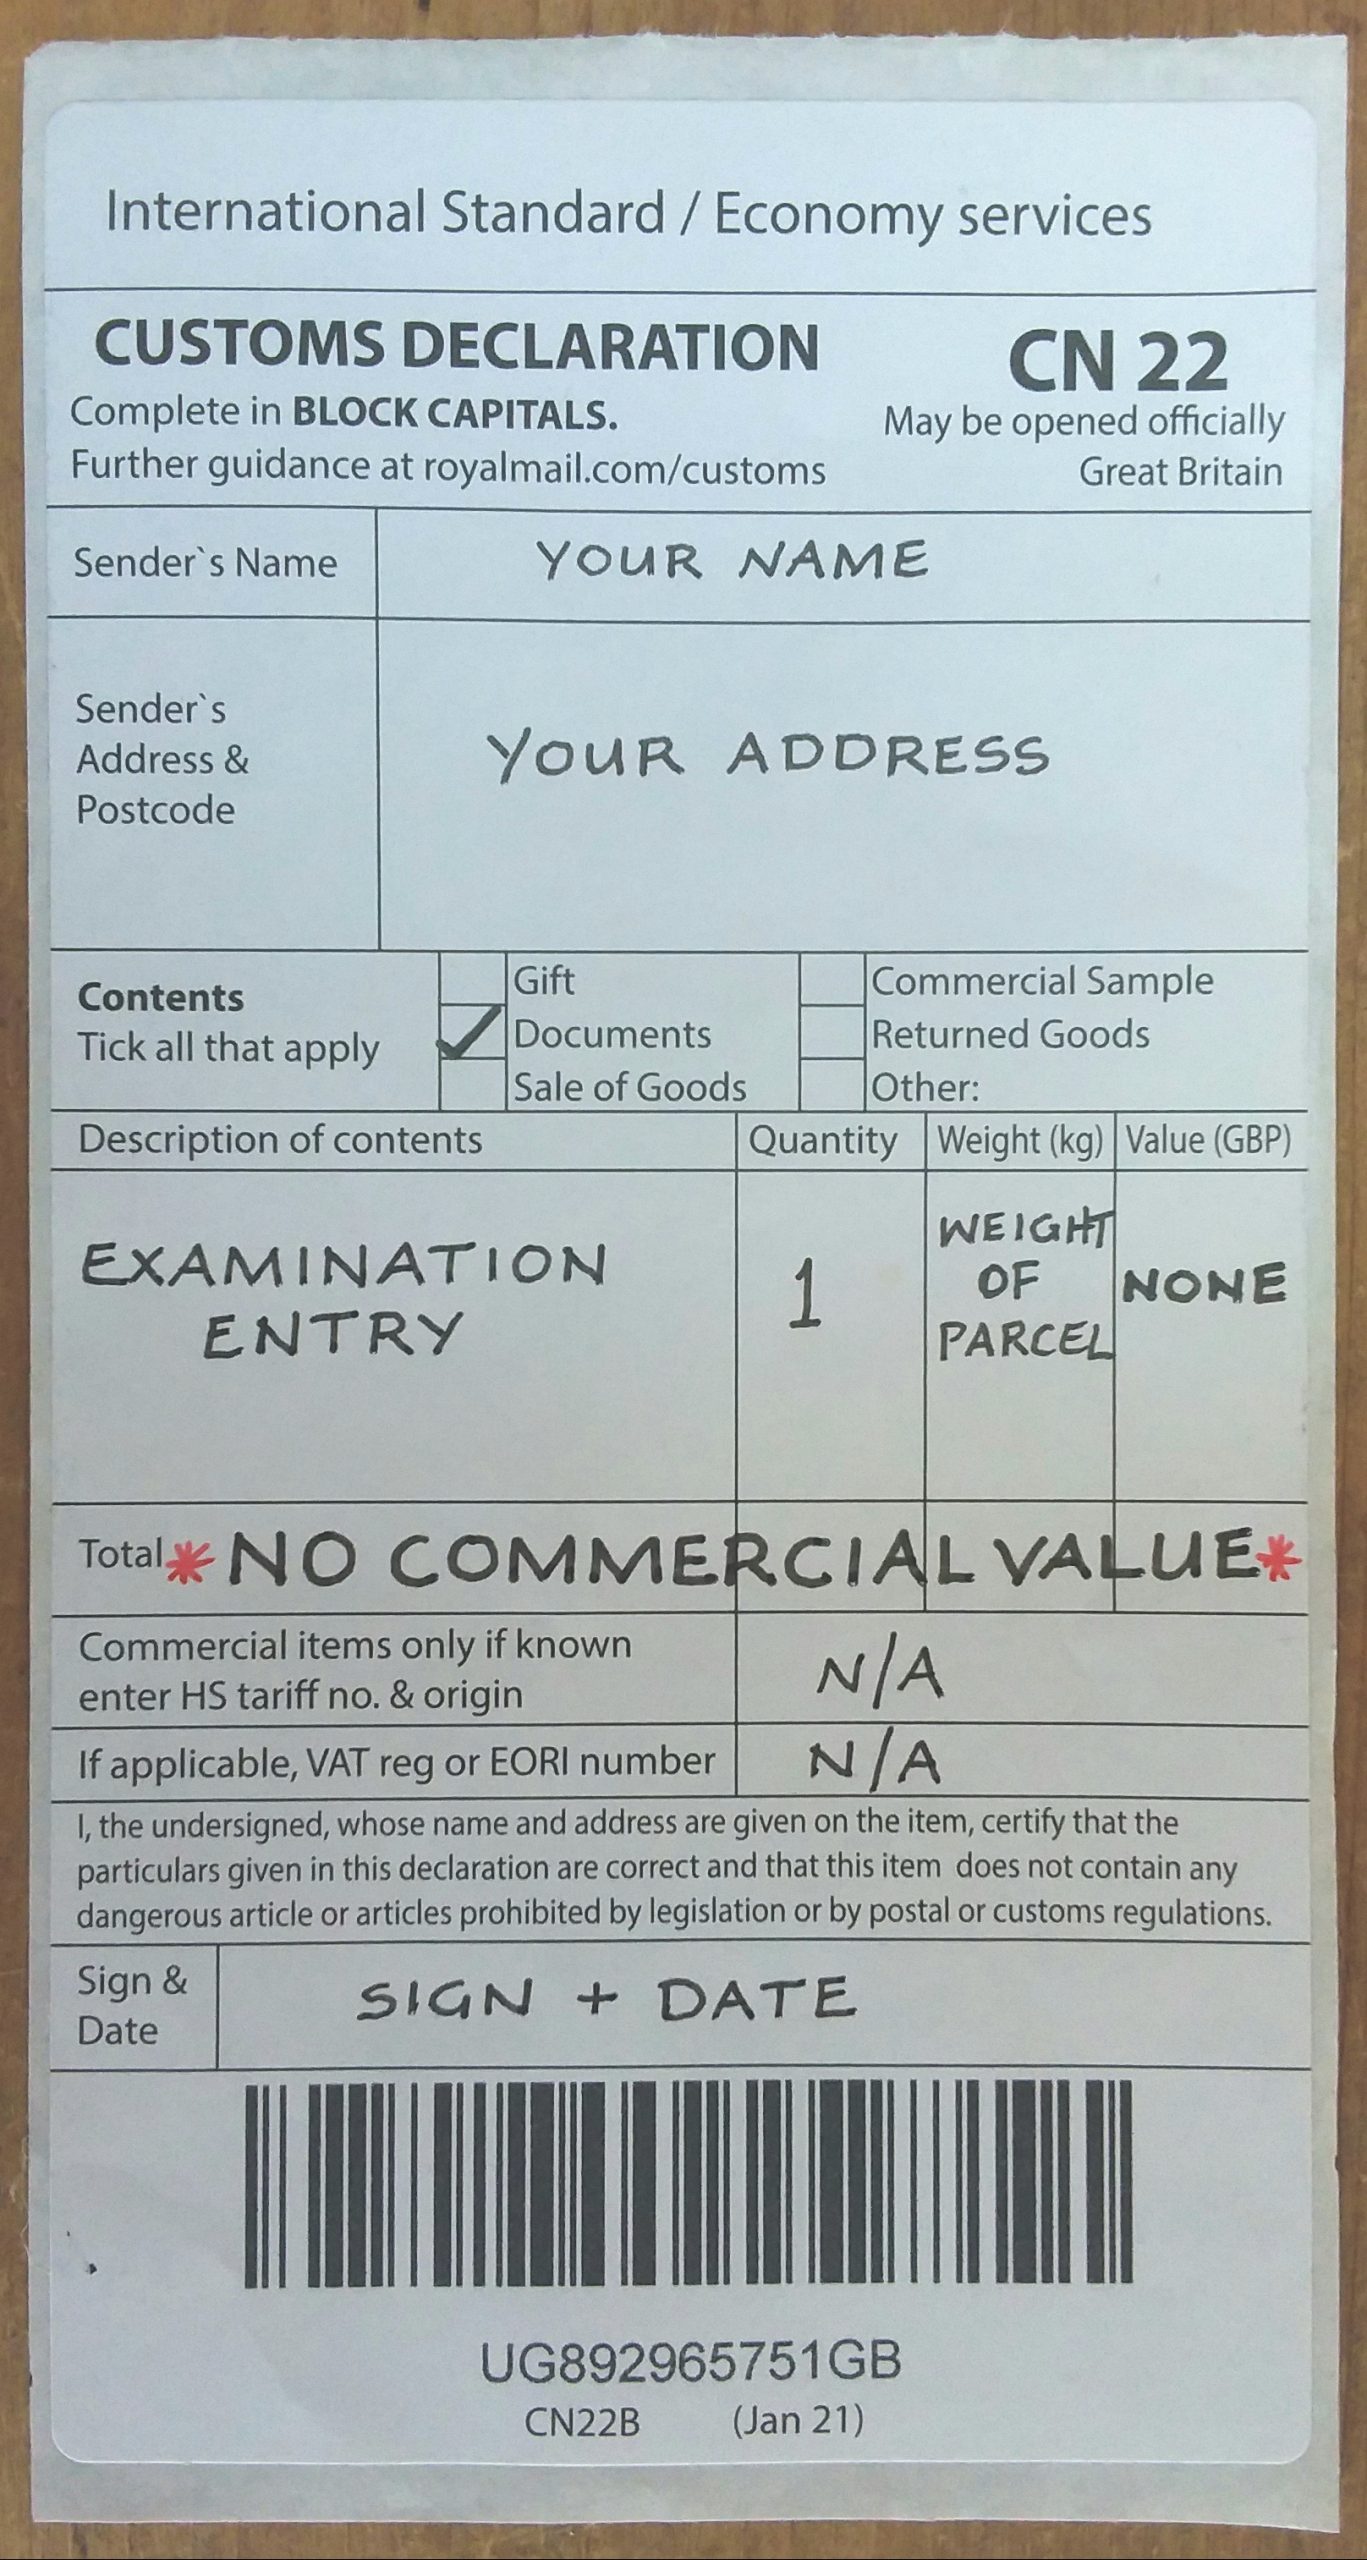 International Standard / Economy services
CUSTOMS DECLARATION
Complete in BLOCK CAPITALS.
Further guidance at royalmail.com/customs
CN 22
May be opened officially
Great Britain
Sender`s Name
YOUR NAME
Sender`s
Address &
Postcode
YOUR ADDRESS
Contents
Tick all that apply
Gift
Documents
Sale of Goods
Commercial Sample
Returned Goods
Other:
Description of contents
Quantity
Weight (kg)
Value (GBP)
EXAMINATION
ENTRY
1
WEIGHT
OF
PARCEL
NONE
Total * NO COMMERCIAL VALUE *
Commercial items only if known
enter HS tariff no. & origin
N/A
If applicable, VAT reg or EORI number
N/A
I, the undersigned, whose name and address are given on the item, certify that the
particulars given in this declaration are correct and that this item does not contain any
dangerous article or articles prohibited by legislation or by postal or customs regulations.
Sign &
Date
SIGN + DATE
UG892965751GB
CN22B (Jan 21)